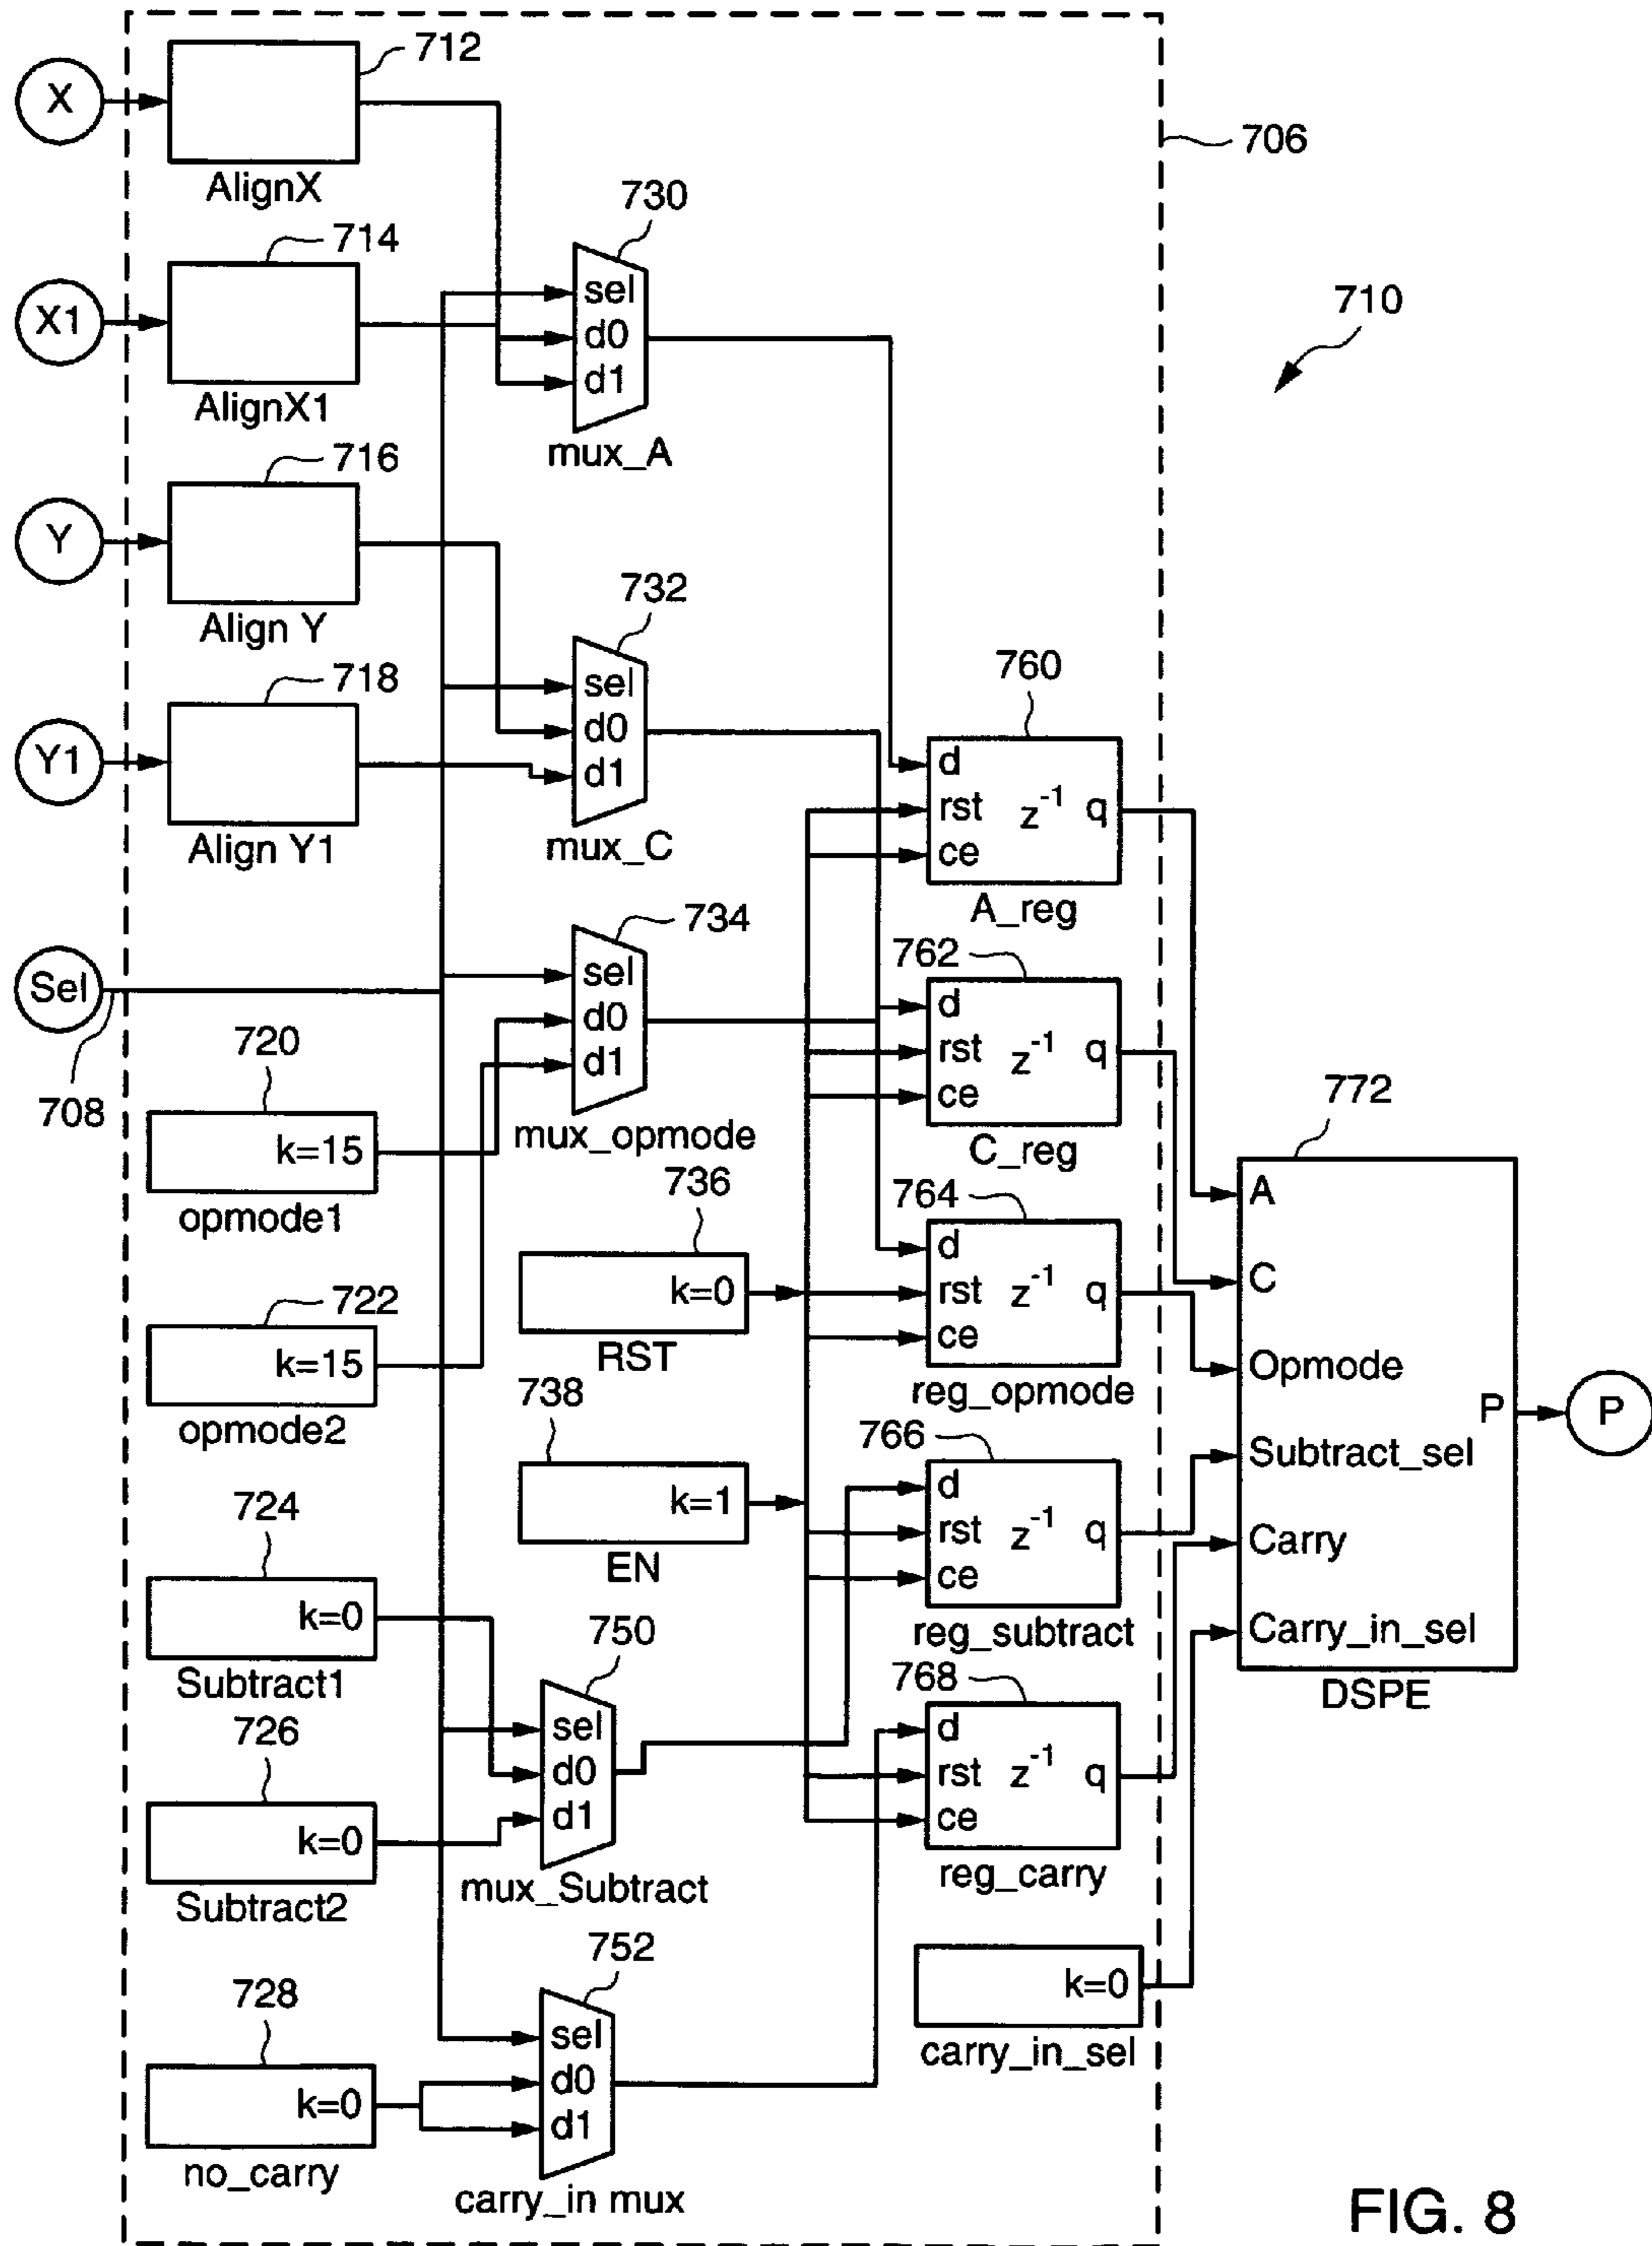 712
X
706
AlignX
730
714
sel
X1
d0
710
d1
AlignX1
mux_A
716
Y
732
Align Y
sel
718
d0
760
Y1
d1
d
rst z-1 q
Align Y1
mux_C
ce
734
A_reg
Sel
sel
762
d0
d
720
d1
rst z-1 q
708
ce
772
k=15
mux_opmode
C_reg
opmode1
736
764
A
d
C
722
k=0
rst z-1 q
k=15
RST
ce
Opmode
opmode2
738
reg_opmode
P
P
766
Subtract_sel
724
k=1
d
EN
rst z-1 q
Carry
k=0
ce
Subtract1
750
reg_subtract
Carry_in_sel
726
sel
768
DSPE
d0
d
k=0
d1
rst z-1 q
Subtract2
mux_Subtract
ce
reg_carry
752
728
sel
k=0
k=0
d0
carry_in_sel
d1
no_carry
carry_in mux
FIG. 8